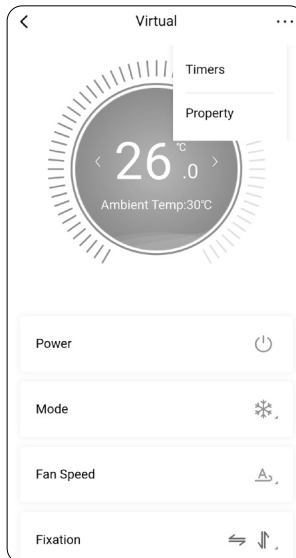 Virtual
Timers
Property
26.0 ℃
Ambient Temp:30℃
Power
Mode
Fan Speed
A
Fixation